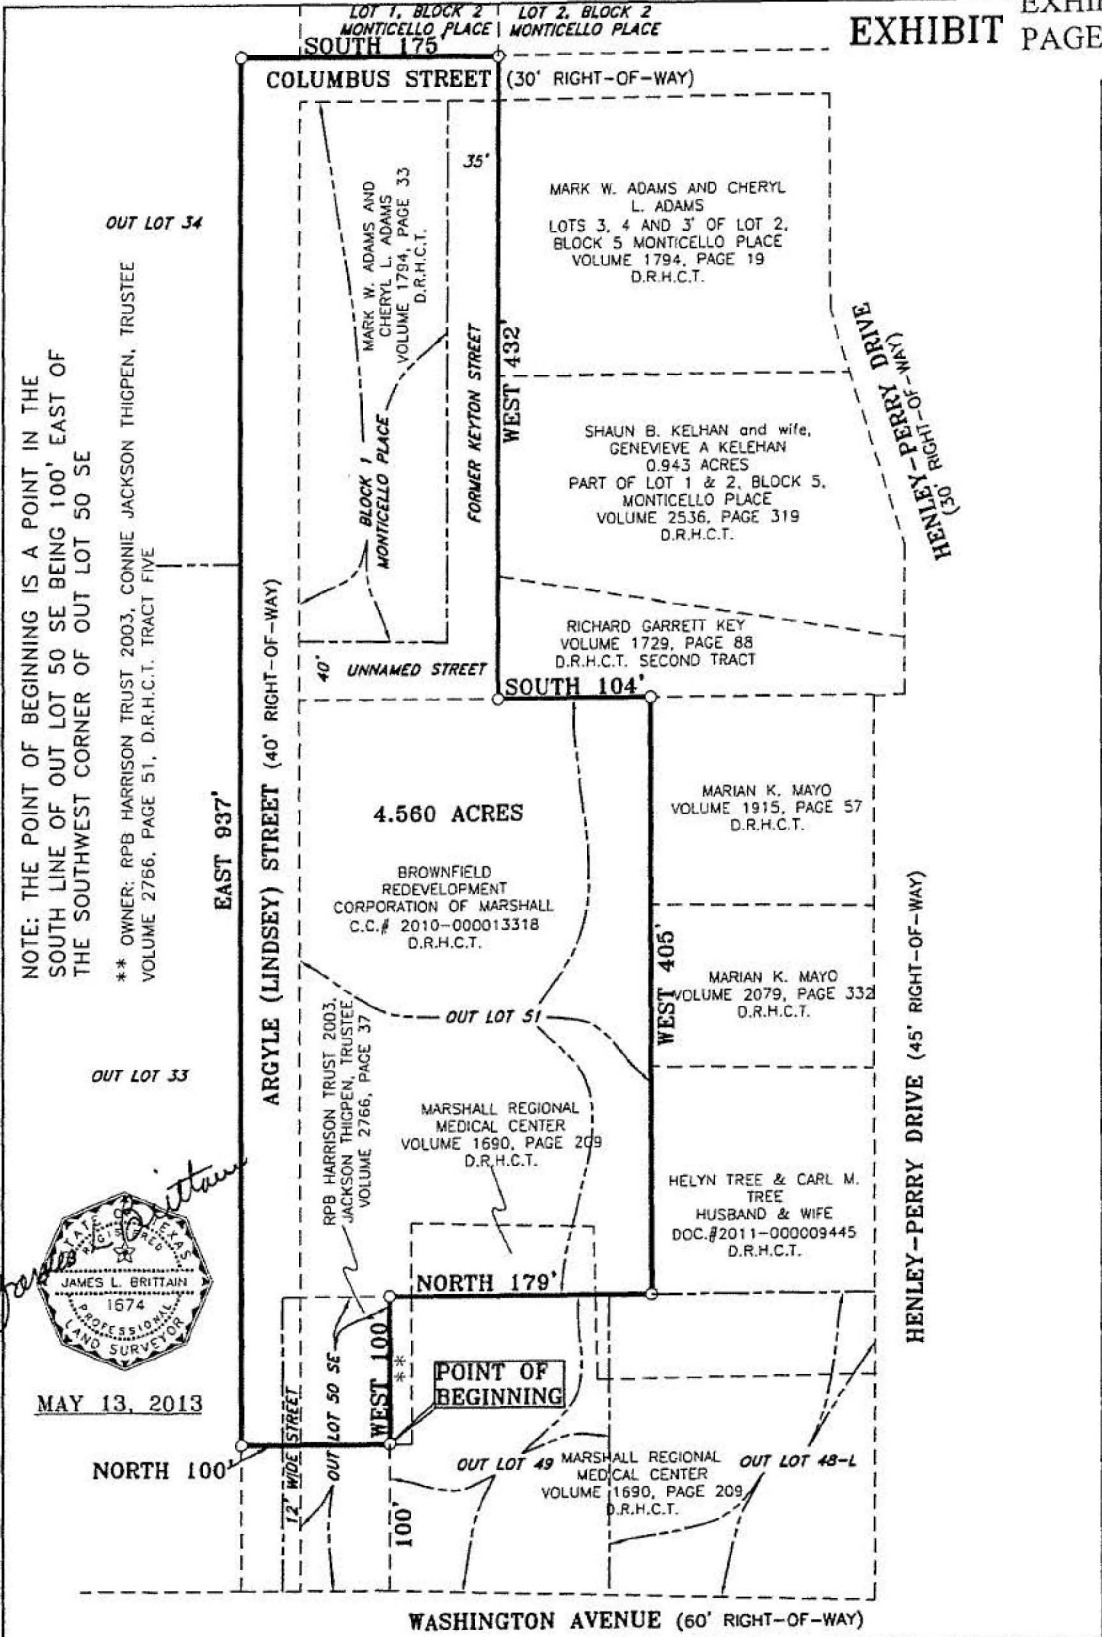 LOT 1, BLOCK 2
MONTICELLO PLACE
LOT 2, BLOCK 2
MONTICELLO PLACE
EXHIBIT
PAGE
SOUTH 175'
COLUMBUS STREET (30' RIGHT-OF-WAY)
35'
OUT LOT 34
MARK W. ADAMS AND
CHERYL L. ADAMS
VOLUME 1794, PAGE 33
D.R.H.C.T.
MARK W. ADAMS AND CHERYL
L. ADAMS
LOTS 3, 4 AND 3' OF LOT 2,
BLOCK 5 MONTICELLO PLACE
VOLUME 1794, PAGE 19
D.R.H.C.T.
NOTE: THE POINT OF BEGINNING IS A POINT IN THE
SOUTH LINE OF OUT LOT 50 SE BEING 100' EAST OF
THE SOUTHWEST CORNER OF OUT LOT 50 SE
** OWNER: RPB HARRISON TRUST 2003, CONNIE JACKSON THIGPEN, TRUSTEE
VOLUME 2766, PAGE 51, D.R.H.C.T. TRACT FIVE
BLOCK 1
MONTICELLO PLACE
FORMER KEYTON STREET
WEST 432'
HENLEY-PERRY DRIVE
(30' RIGHT-OF-WAY)
SHAUN B. KELHAN and wife,
GENEVIEVE A KELEHAN
0.943 ACRES
PART OF LOT 1 & 2, BLOCK 5,
MONTICELLO PLACE
VOLUME 2536, PAGE 319
D.R.H.C.T.
RICHARD GARRETT KEY
VOLUME 1729, PAGE 88
D.R.H.C.T. SECOND TRACT
40'
UNNAMED STREET
SOUTH 104'
EAST 937'
ARGYLE (LINDSEY) STREET (40' RIGHT-OF-WAY)
4.560 ACRES
BROWNFIELD
REDEVELOPMENT
CORPORATION OF MARSHALL
C.C.# 2010-000013318
D.R.H.C.T.
MARIAN K. MAYO
VOLUME 1915, PAGE 57
D.R.H.C.T.
WEST 405'
MARIAN K. MAYO
VOLUME 2079, PAGE 332
D.R.H.C.T.
HENLEY-PERRY DRIVE (45' RIGHT-OF-WAY)
OUT LOT 51
OUT LOT 33
RPB HARRISON TRUST 2003,
JACKSON THIGPEN, TRUSTEE
VOLUME 2766, PAGE 37
MARSHALL REGIONAL
MEDICAL CENTER
VOLUME 1690, PAGE 209
D.R.H.C.T.
HELYN TREE & CARL M.
TREE
HUSBAND & WIFE
DOC.#2011-000009445
D.R.H.C.T.
James L Brittain
STATE OF TEXAS
REGISTERED
JAMES L. BRITTAIN
1674
PROFESSIONAL
LAND SURVEYOR
MAY 13, 2013
NORTH 179'
WEST 100'
**
POINT OF
BEGINNING
NORTH 100'
12' WIDE STREET
OUT LOT 50 SE
100'
OUT LOT 49
MARSHALL REGIONAL
MEDICAL CENTER
VOLUME 1690, PAGE 209
D.R.H.C.T.
OUT LOT 48-L
WASHINGTON AVENUE (60' RIGHT-OF-WAY)